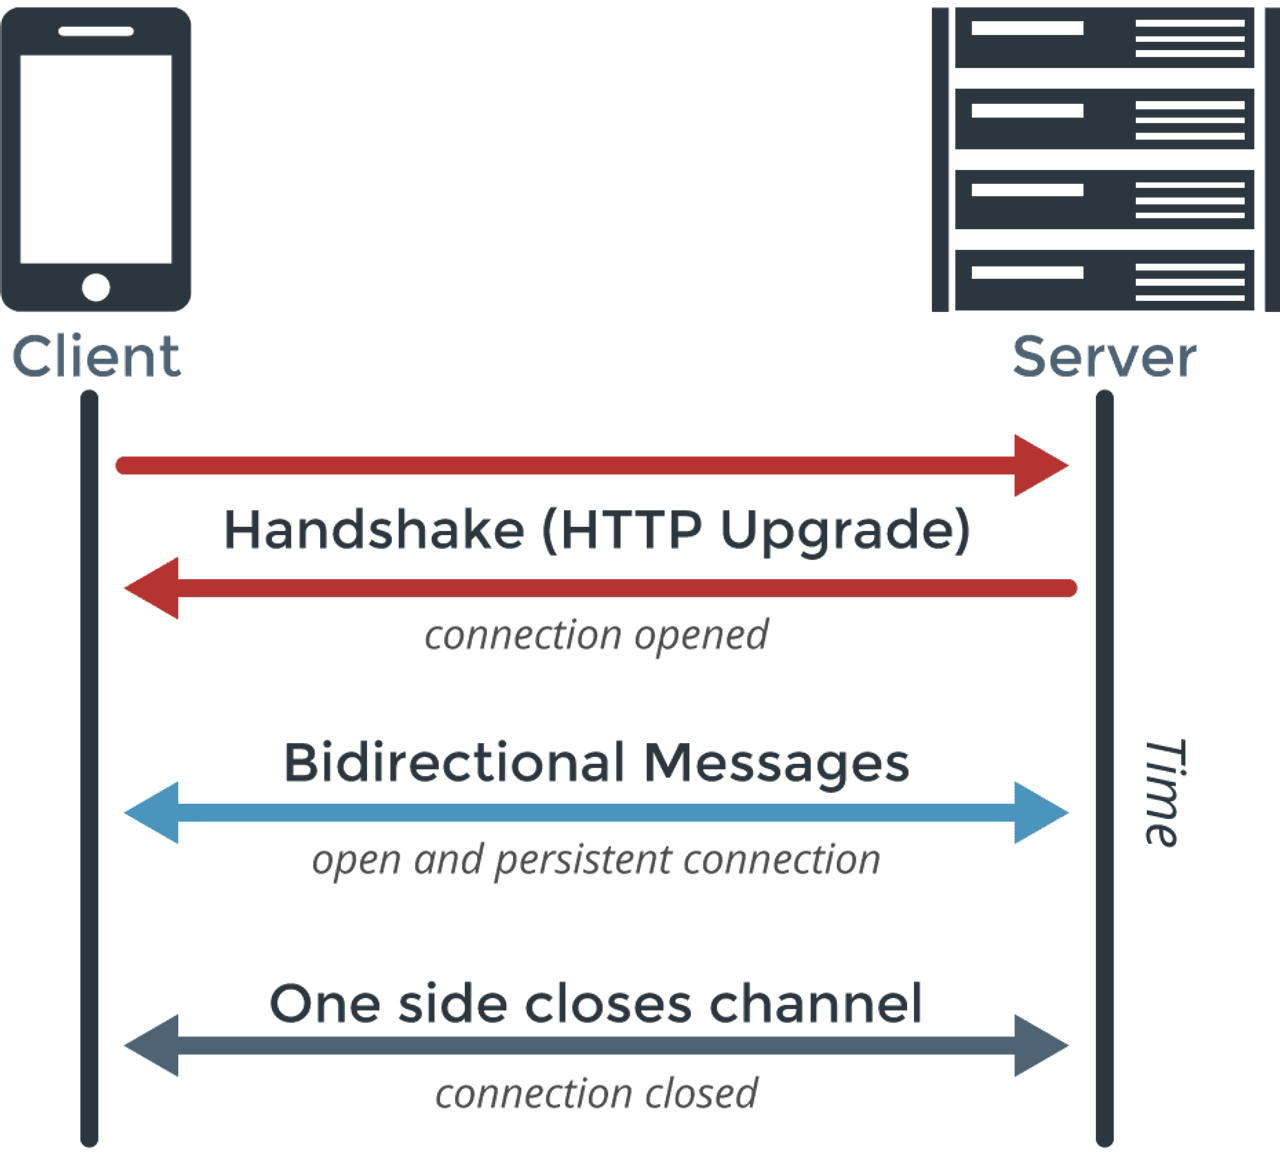 Client
Server
Handshake (HTTP Upgrade)
connection opened
Bidirectional Messages
open and persistent connection
Time
One side closes channel
connection closed